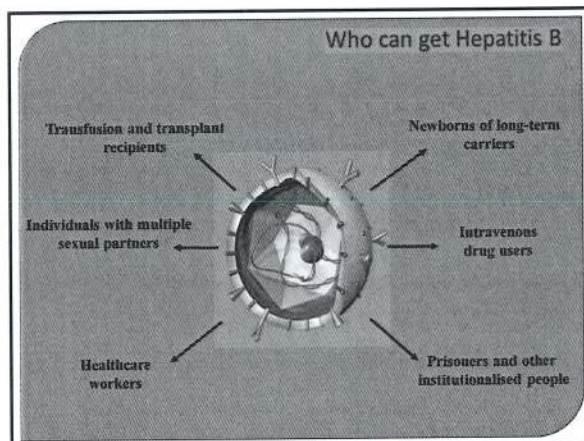 Who can get Hepatitis B
Transfusion and transplant
recipients
Newborns of long-term
carriers
Individuals with multiple
sexual partners
Intravenous
drug users
Healthcare
workers
Prisoners and other
institutionalised people